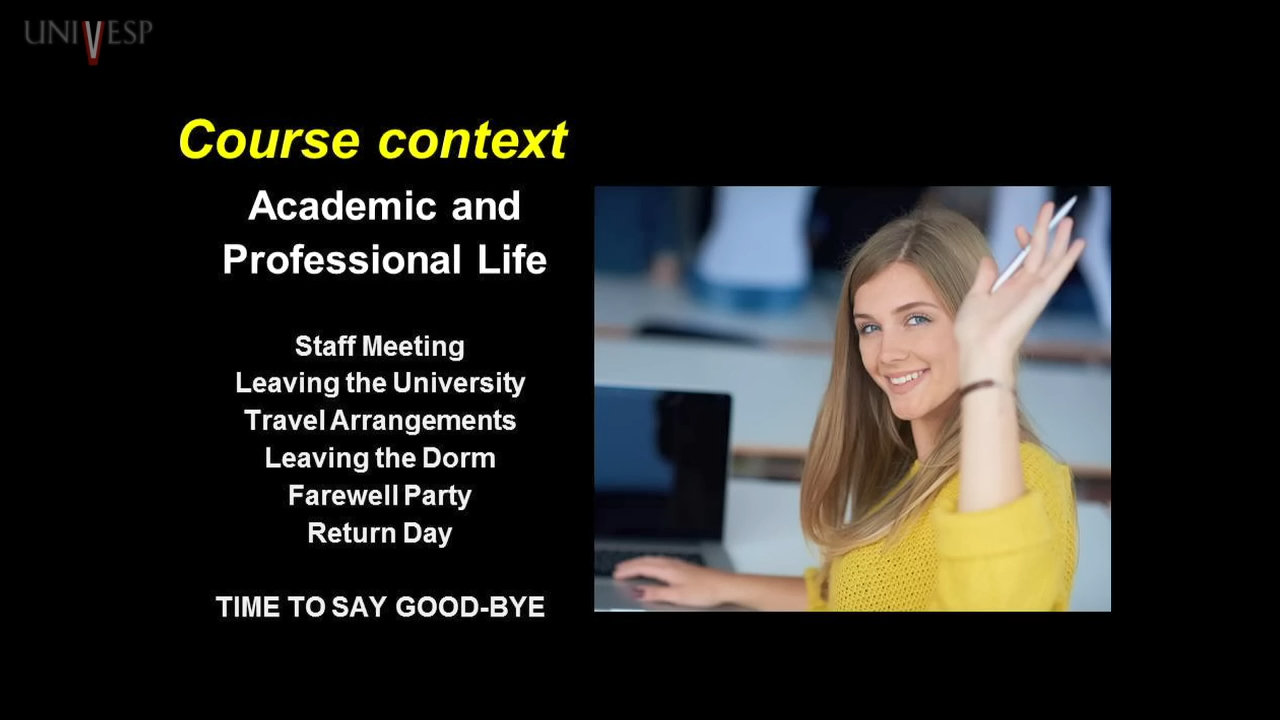 UNIVESP
Course context
Academic and
Professional Life
Staff Meeting
Leaving the University
Travel Arrangements
Leaving the Dorm
Farewell Party
Return Day
TIME TO SAY GOOD-BYE